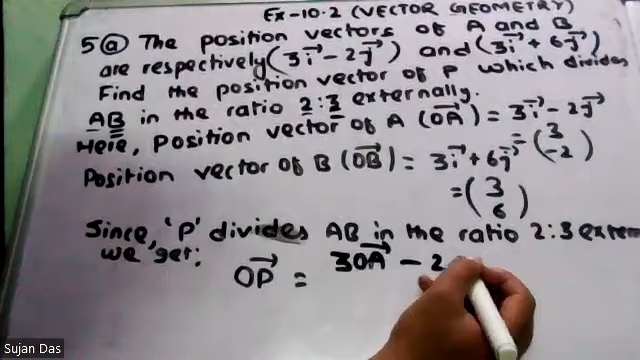 Ex-10.2 (VECTOR GEOMETRY)
5 (a) The position vectors of A and B
are respectively (3i⃗ - 2j⃗) and (3i⃗ + 6j⃗)
Find the position vector of P which divides
AB in the ratio 2:3 externally.
Here, Position vector of A (OA⃗) = 3i⃗ - 2j⃗
= (3 -2)
Position vector of B (OB⃗) = 3i⃗ + 6j⃗
= (3 6)
Since, 'P' divides AB in the ratio 2:3 extern
we get:
OP⃗ = 3OA⃗ - 2
Sujan Das